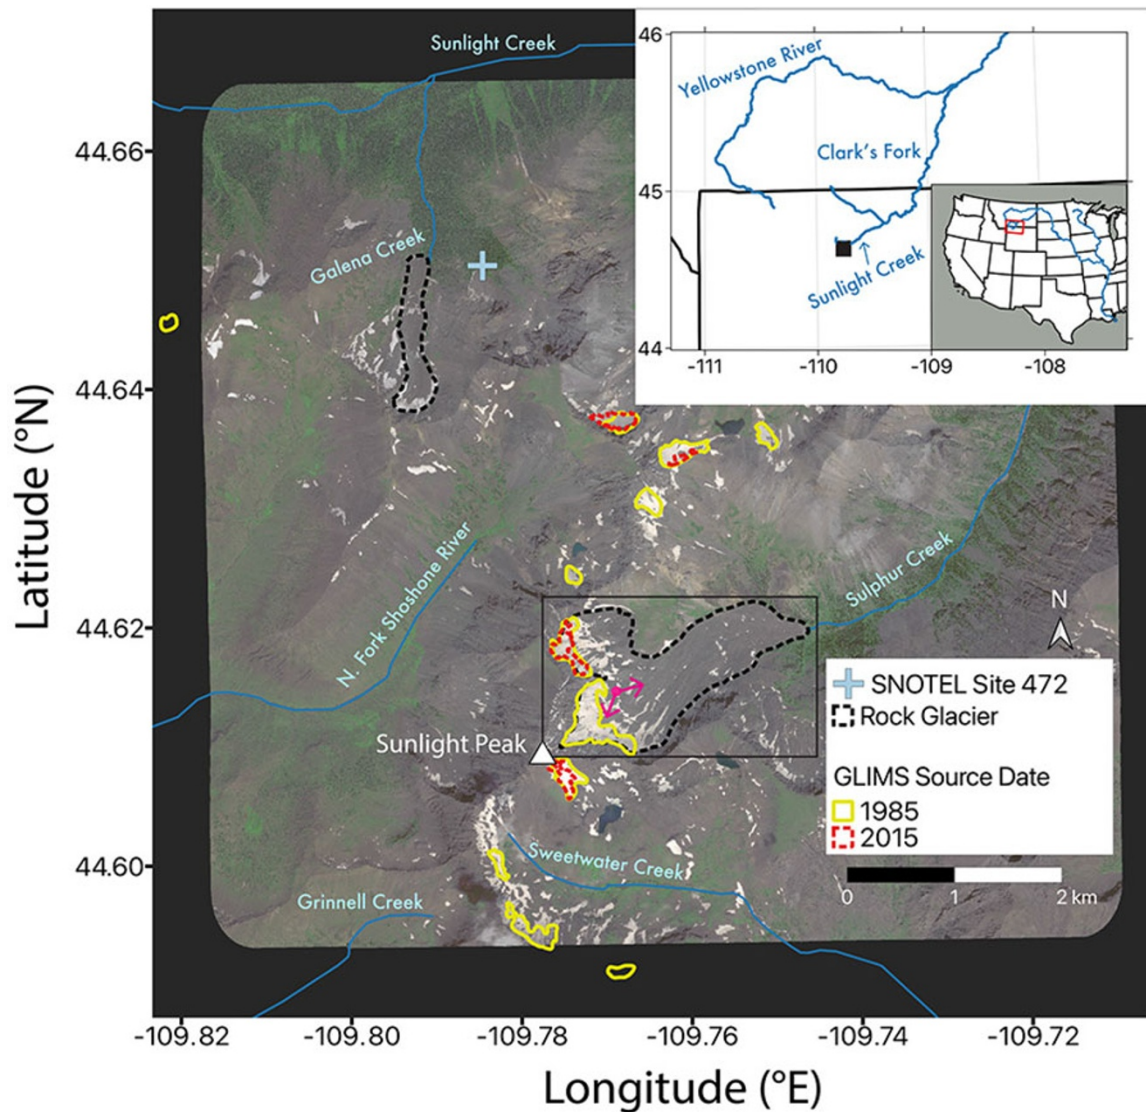 Sunlight Creek
44.66
44.64
44.62
44.60
Latitude (°N)
Galena Creek
N. Fork Shoshone River
Sulphur Creek
Sunlight Peak
Sweetwater Creek
Grinnell Creek
46
45
44
-111
-110
-109
-108
Yellowstone River
Clark's Fork
Sunlight Creek
N
SNOTEL Site 472
Rock Glacier
GLIMS Source Date
1985
2015
0
1
2 km
-109.82
-109.80
-109.78
-109.76
-109.74
-109.72
Longitude (°E)